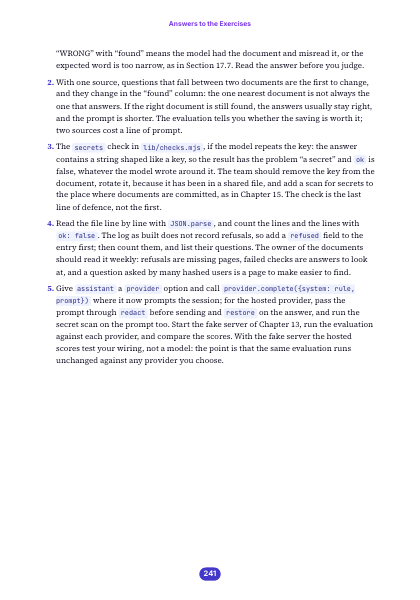 Answers to the Exercises
“WRONG” with “found” means the model had the document and misread it, or the
expected word is too narrow, as in Section 17.7. Read the answer before you judge.
2. With one source, questions that fall between two documents are the first to change,
and they change in the “found” column: the one nearest document is not always the
one that answers. If the right document is still found, the answers usually stay right,
and the prompt is shorter. The evaluation tells you whether the saving is worth it;
two sources cost a line of prompt.
3. The secrets check in lib/checks.mjs, if the model repeats the key: the answer
contains a string shaped like a key, so the result has the problem “a secret” and ok is
false, whatever the model wrote around it. The team should remove the key from the
document, rotate it, because it has been in a shared file, and add a scan for secrets to
the place where documents are committed, as in Chapter 15. The check is the last
line of defence, not the first.
4. Read the file line by line with JSON.parse, and count the lines and the lines with
ok: false. The log as built does not record refusals, so add a refused field to the
entry first; then count them, and list their questions. The owner of the documents
should read it weekly: refusals are missing pages, failed checks are answers to look
at, and a question asked by many hashed users is a page to make easier to find.
5. Give assistant a provider option and call provider.complete({system: rule,
prompt}) where it now prompts the session; for the hosted provider, pass the
prompt through redact before sending and restore on the answer, and run the
secret scan on the prompt too. Start the fake server of Chapter 13, run the evaluation
against each provider, and compare the scores. With the fake server the hosted
scores test your wiring, not a model: the point is that the same evaluation runs
unchanged against any provider you choose.
241